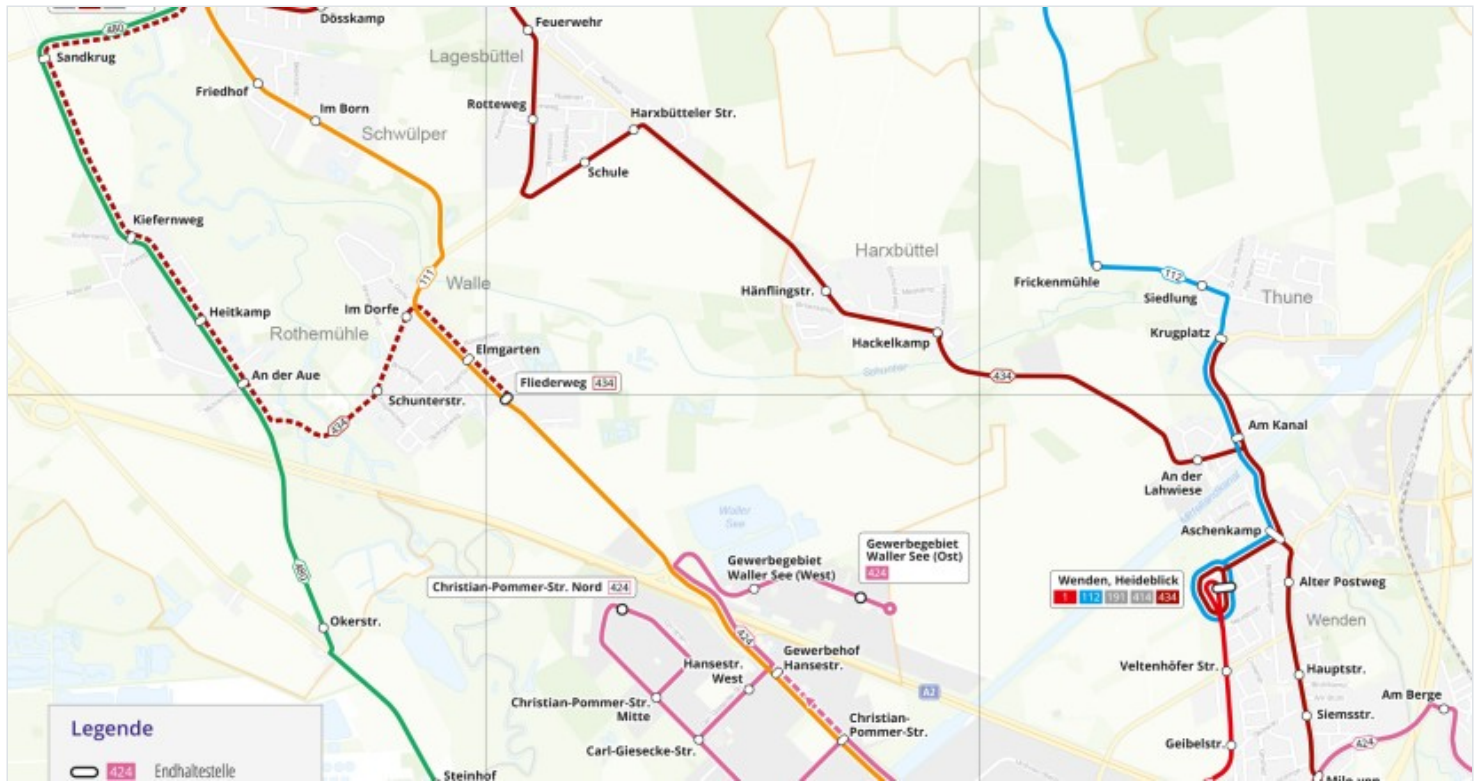 480
Dösskamp
Sandkrug
Feuerwehr
Lagesbüttel
Friedhof
Im Born
Rotteweg
Harxbütteler Str.
Schwülper
Schule
Kiefernweg
Harxbüttel
Frickenmühle
112
Siedlung
Thune
111
Walle
Hänflingstr.
Heitkamp
Im Dorfe
Rothemühle
Krugplatz
Hackelkamp
Elmgarten
Schunter
An der Aue
Fliederweg 434
434
Schunterstr.
434
Am Kanal
An der
Lahwiese
Mittellandkanal
Waller
See
Aschenkamp
Gewerbegebiet
Waller See (Ost)
424
Gewerbegebiet
Waller See (West)
480
Christian-Pommer-Str. Nord 424
Wenden, Heideblick
1 112 191 414 434
Alter Postweg
Okerstr.
Wenden
424
Gewerbehof
Hansestr.
Hansestr.
West
Veltenhöfer Str.
Hauptstr.
A2
Am Berge
Christian-Pommer-Str.
Mitte
Christian-
Pommer-Str.
Siemsstr.
Legende
Carl-Giesecke-Str.
Geibelstr.
424
424 Endhaltestelle
Steinhof